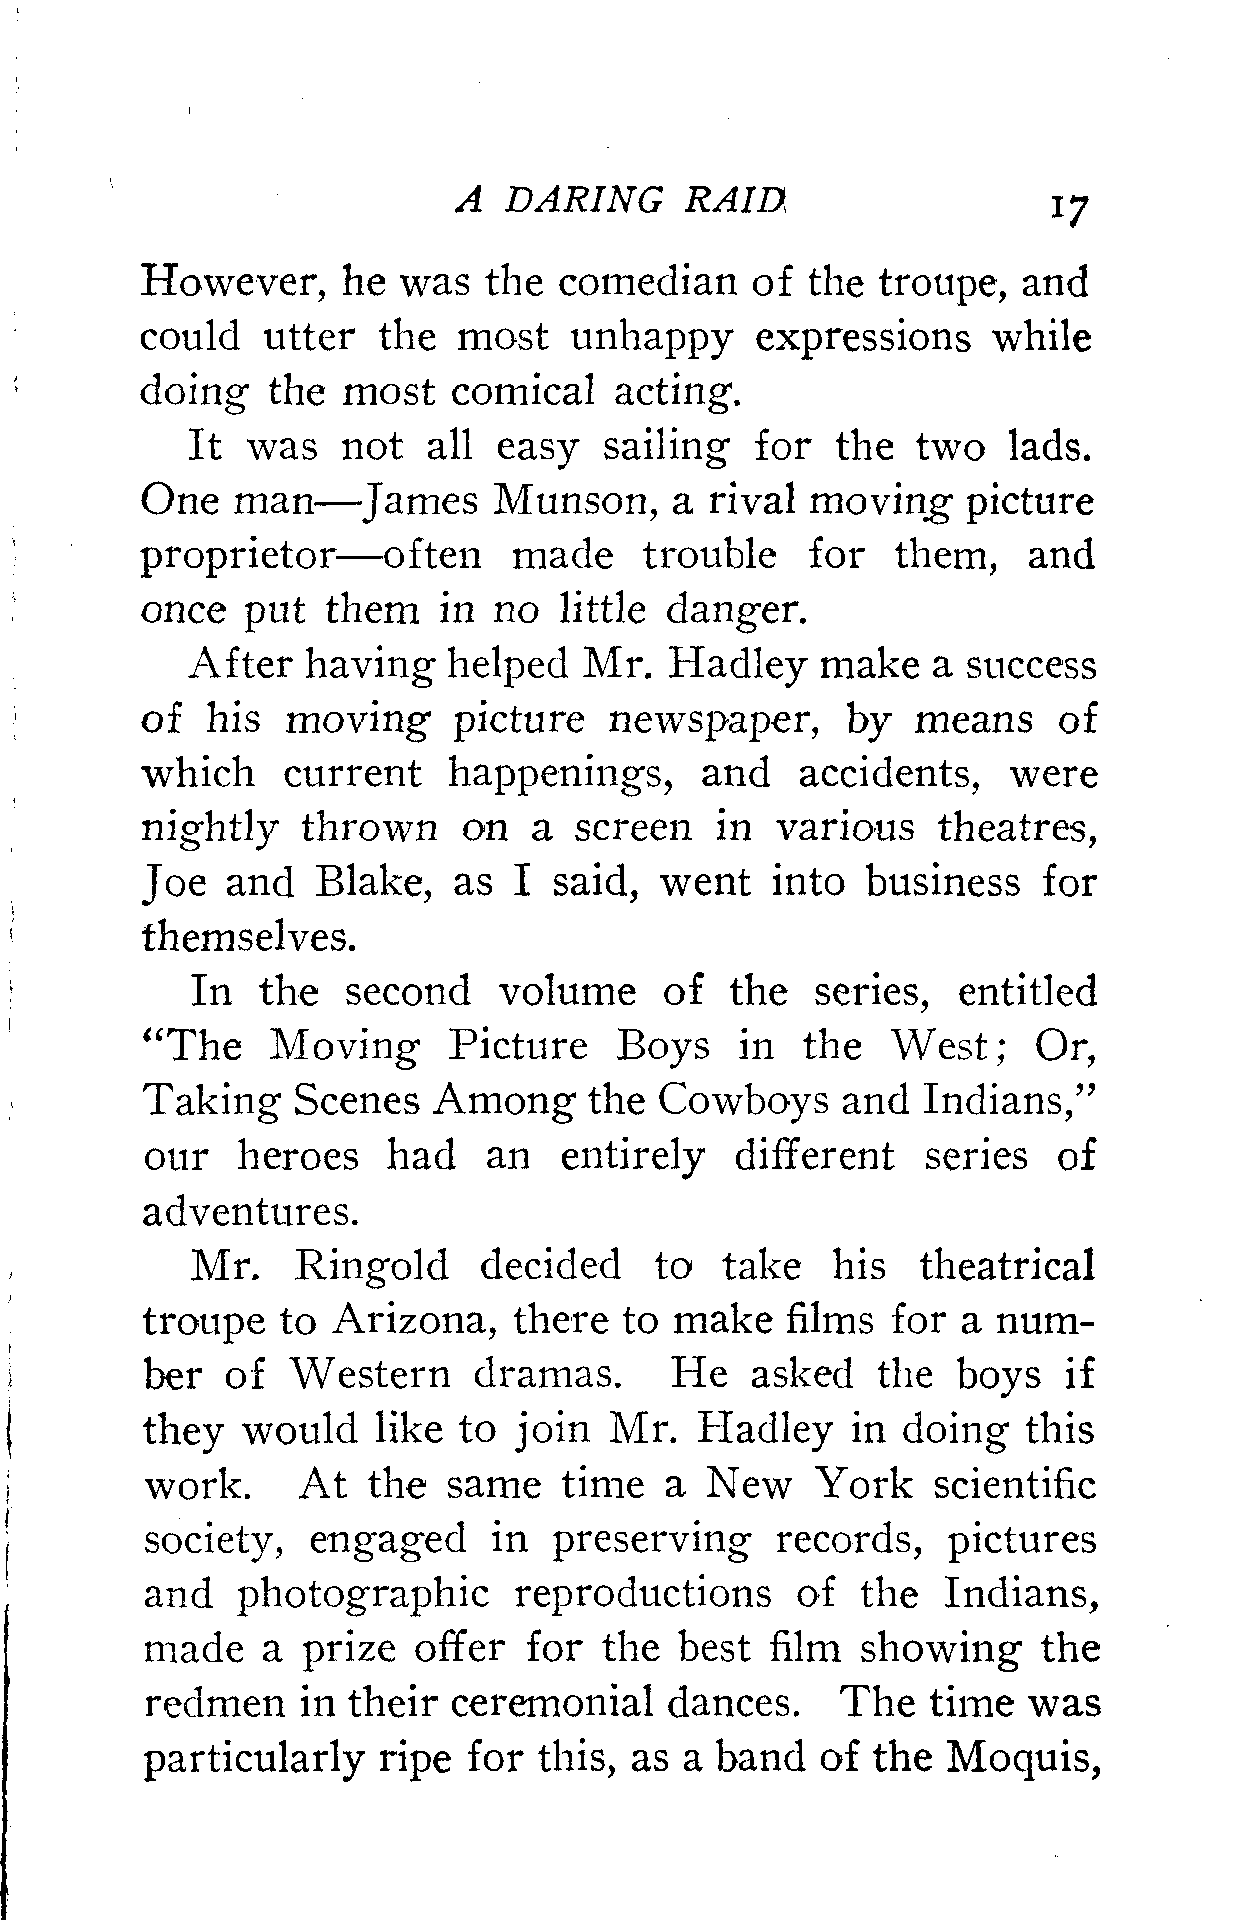 A DARING RAID 17
However, he was the comedian of the troupe, and
could utter the most unhappy expressions while
doing the most comical acting.
It was not all easy sailing for the two lads.
One man—James Munson, a rival moving picture
proprietor—often made trouble for them, and
once put them in no little danger.
After having helped Mr. Hadley make a success
of his moving picture newspaper, by means of
which current happenings, and accidents, were
nightly thrown on a screen in various theatres,
Joe and Blake, as I said, went into business for
themselves.
In the second volume of the series, entitled
“The Moving Picture Boys in the West; Or,
Taking Scenes Among the Cowboys and Indians,”
our heroes had an entirely different series of
adventures.
Mr. Ringold decided to take his theatrical
troupe to Arizona, there to make films for a num-
ber of Western dramas. He asked the boys if
they would like to join Mr. Hadley in doing this
work. At the same time a New York scientific
society, engaged in preserving records, pictures
and photographic reproductions of the Indians,
made a prize offer for the best film showing the
redmen in their ceremonial dances. The time was
particularly ripe for this, as a band of the Moquis,